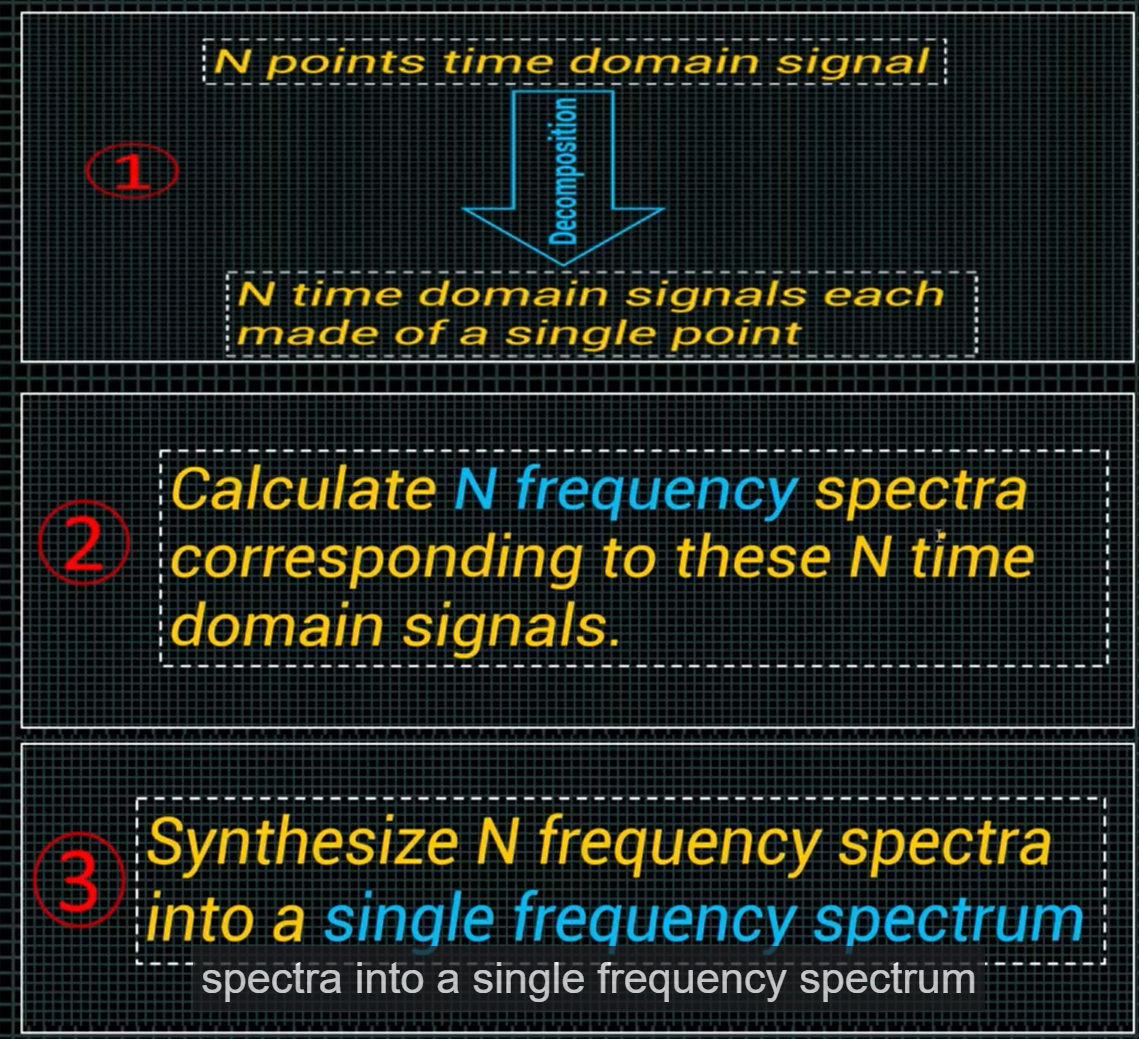 N points time domain signal
①
Decomposition
N time domain signals each
made of a single point
②
Calculate N frequency spectra
corresponding to these N time
domain signals.
③
Synthesize N frequency spectra
into a single frequency spectrum
spectra into a single frequency spectrum